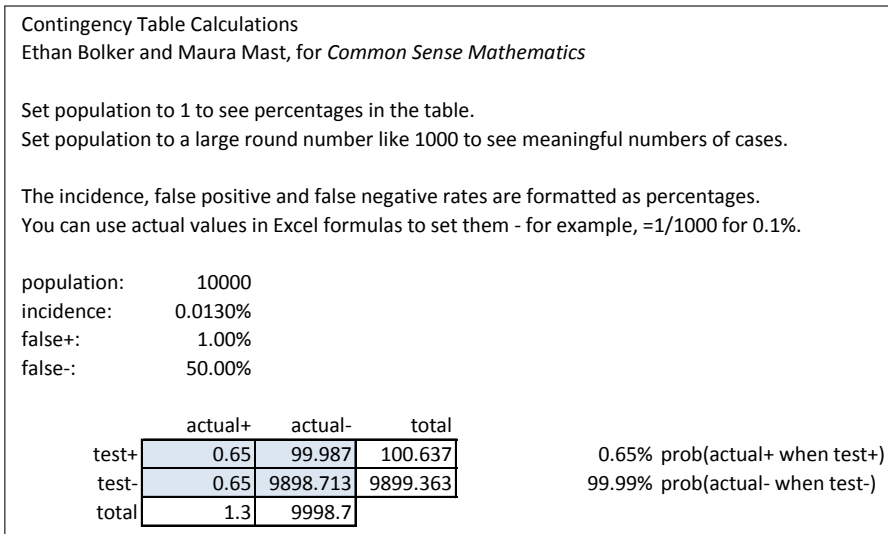 Contingency Table Calculations
Ethan Bolker and Maura Mast, for Common Sense Mathematics
Set population to 1 to see percentages in the table.
Set population to a large round number like 1000 to see meaningful numbers of cases.
The incidence, false positive and false negative rates are formatted as percentages.
You can use actual values in Excel formulas to set them - for example, =1/1000 for 0.1%.
population: 10000
incidence: 0.0130%
false+: 1.00%
false-: 50.00%
actual+ actual- total
test+ 0.65 99.987 100.637 0.65% prob(actual+ when test+)
test- 0.65 9898.713 9899.363 99.99% prob(actual- when test-)
total 1.3 9998.7